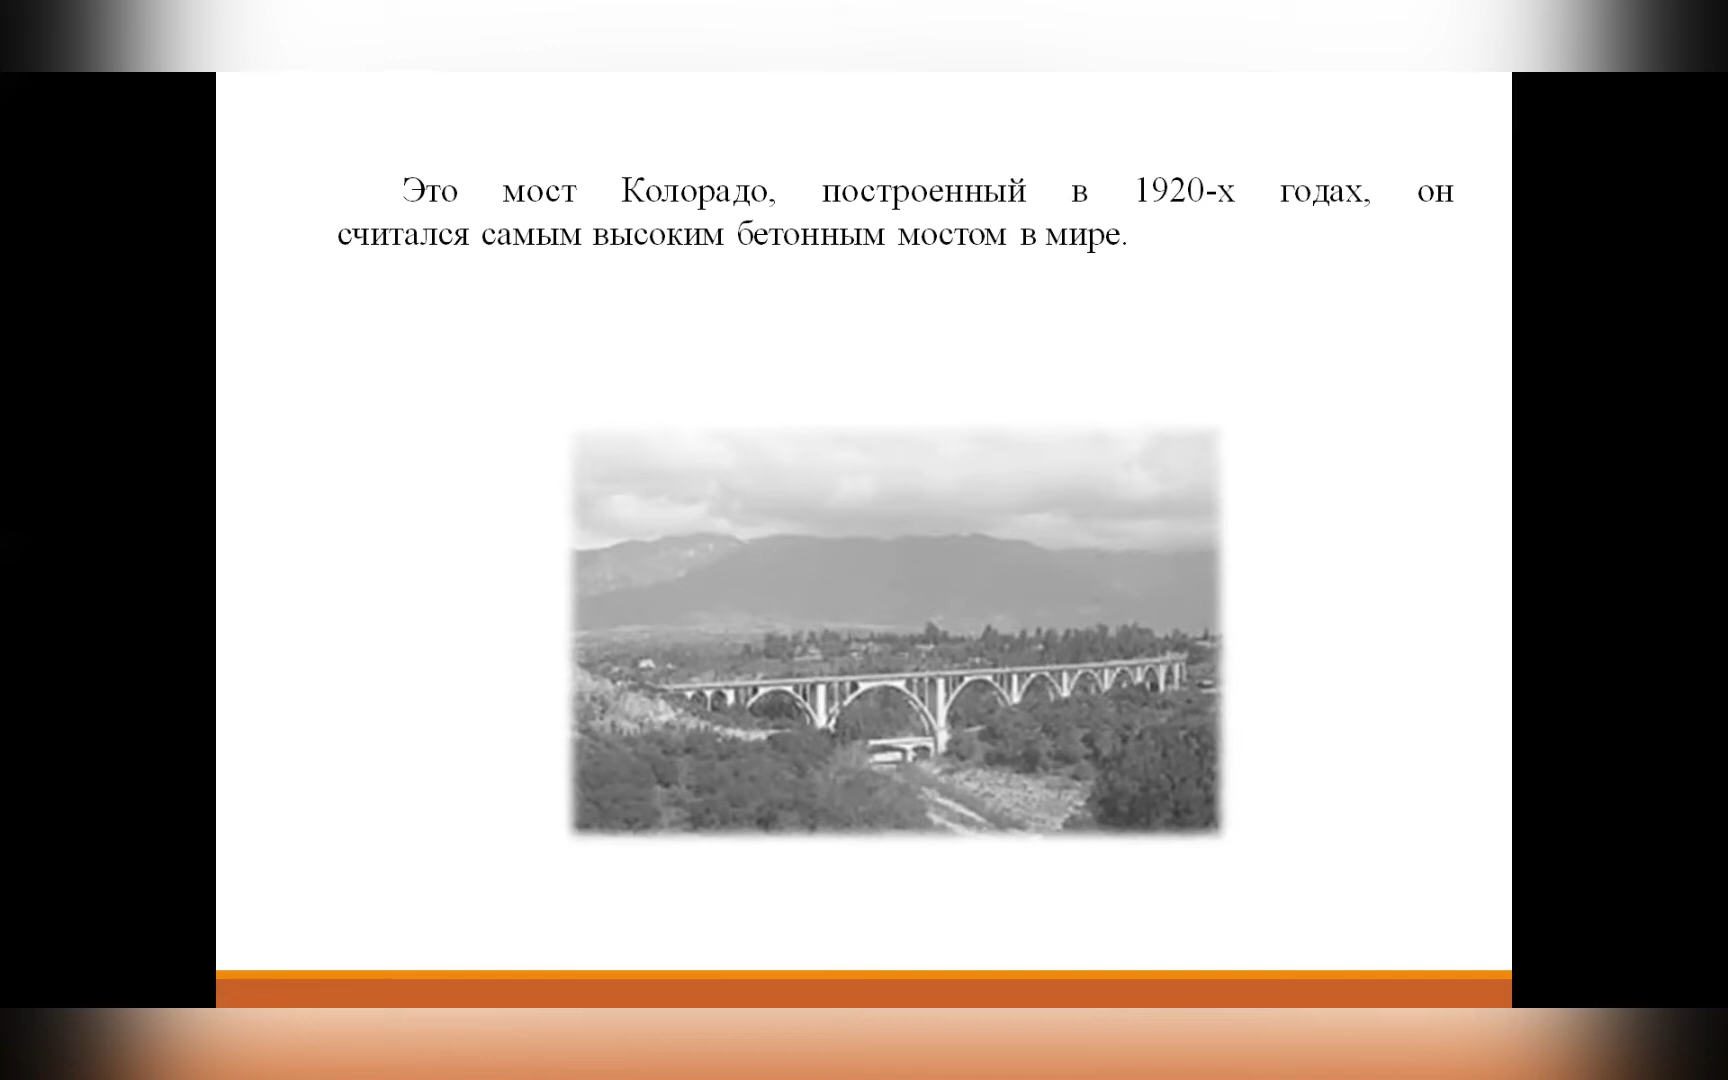 Это мост Колорадо, построенный в 1920-х годах, он
считался самым высоким бетонным мостом в мире.